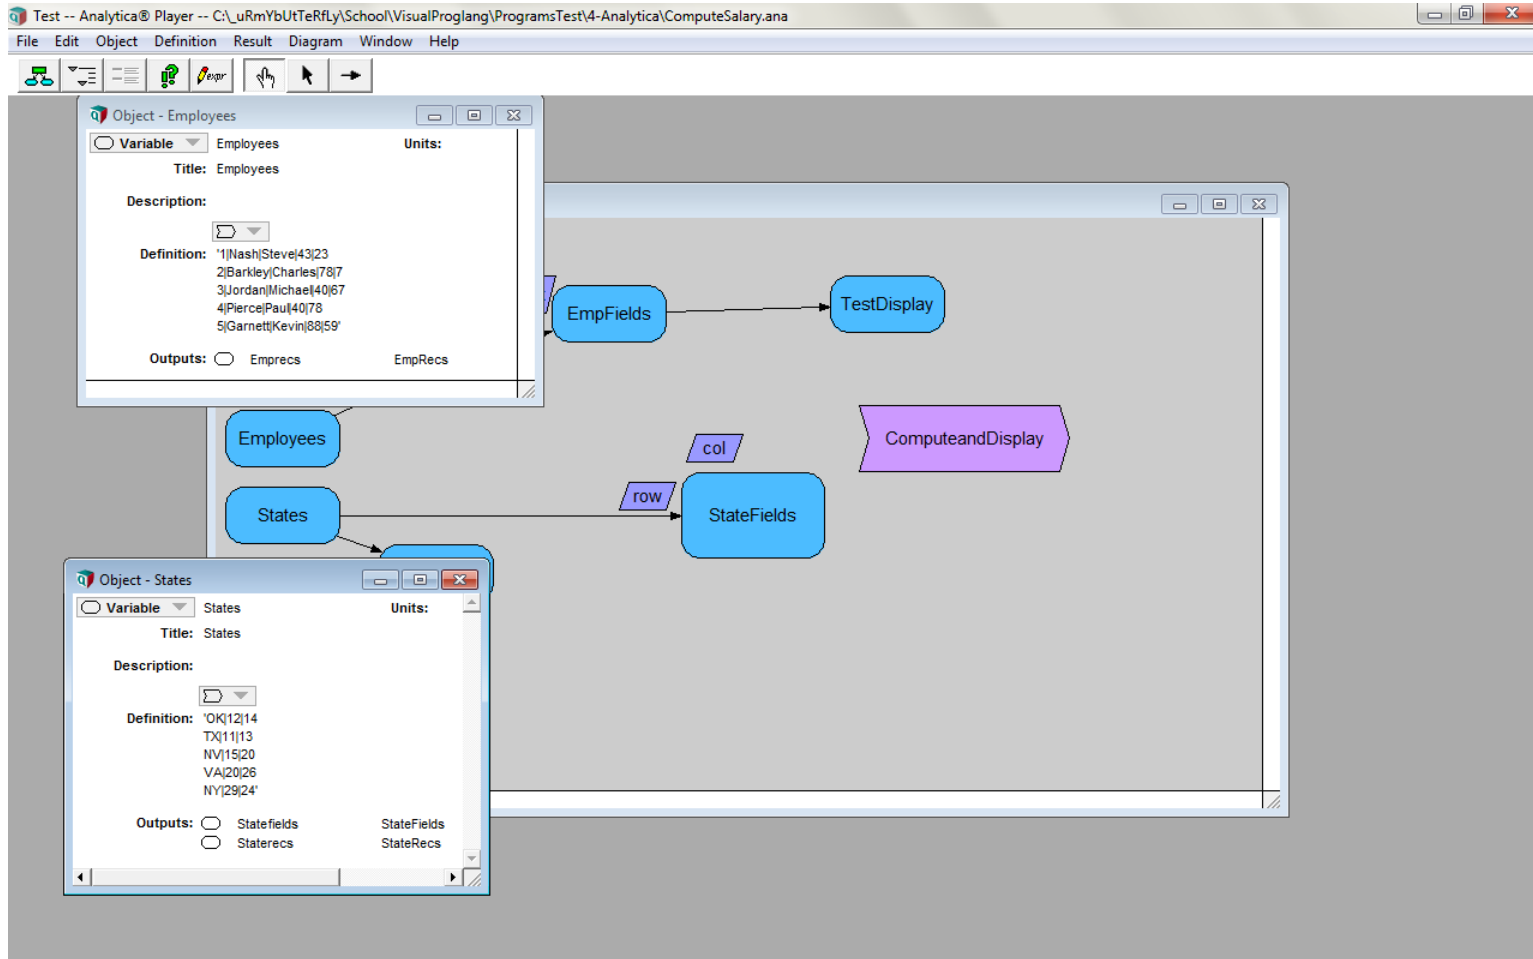 Test -- Analytica® Player -- C:\_uRmYbUtTeRfLy\School\VisualProglang\ProgramsTest\4-Analytica\ComputeSalary.ana
File Edit Object Definition Result Diagram Window Help
expr
Object - Employees
Variable Employees Units:
Title: Employees
Description:
Definition: '1|Nash|Steve|43|23
2|Barkley|Charles|78|7
3|Jordan|Michael|40|67
4|Pierce|Paul|40|78
5|Garnett|Kevin|88|59'
Outputs: Emprecs EmpRecs
EmpFields
TestDisplay
Employees
col
ComputeandDisplay
row
States
StateFields
Object - States
Variable States Units:
Title: States
Description:
Definition: 'OK|12|14
TX|11|13
NV|15|20
VA|20|26
NY|29|24'
Outputs: Statefields StateFields
Staterecs StateRecs